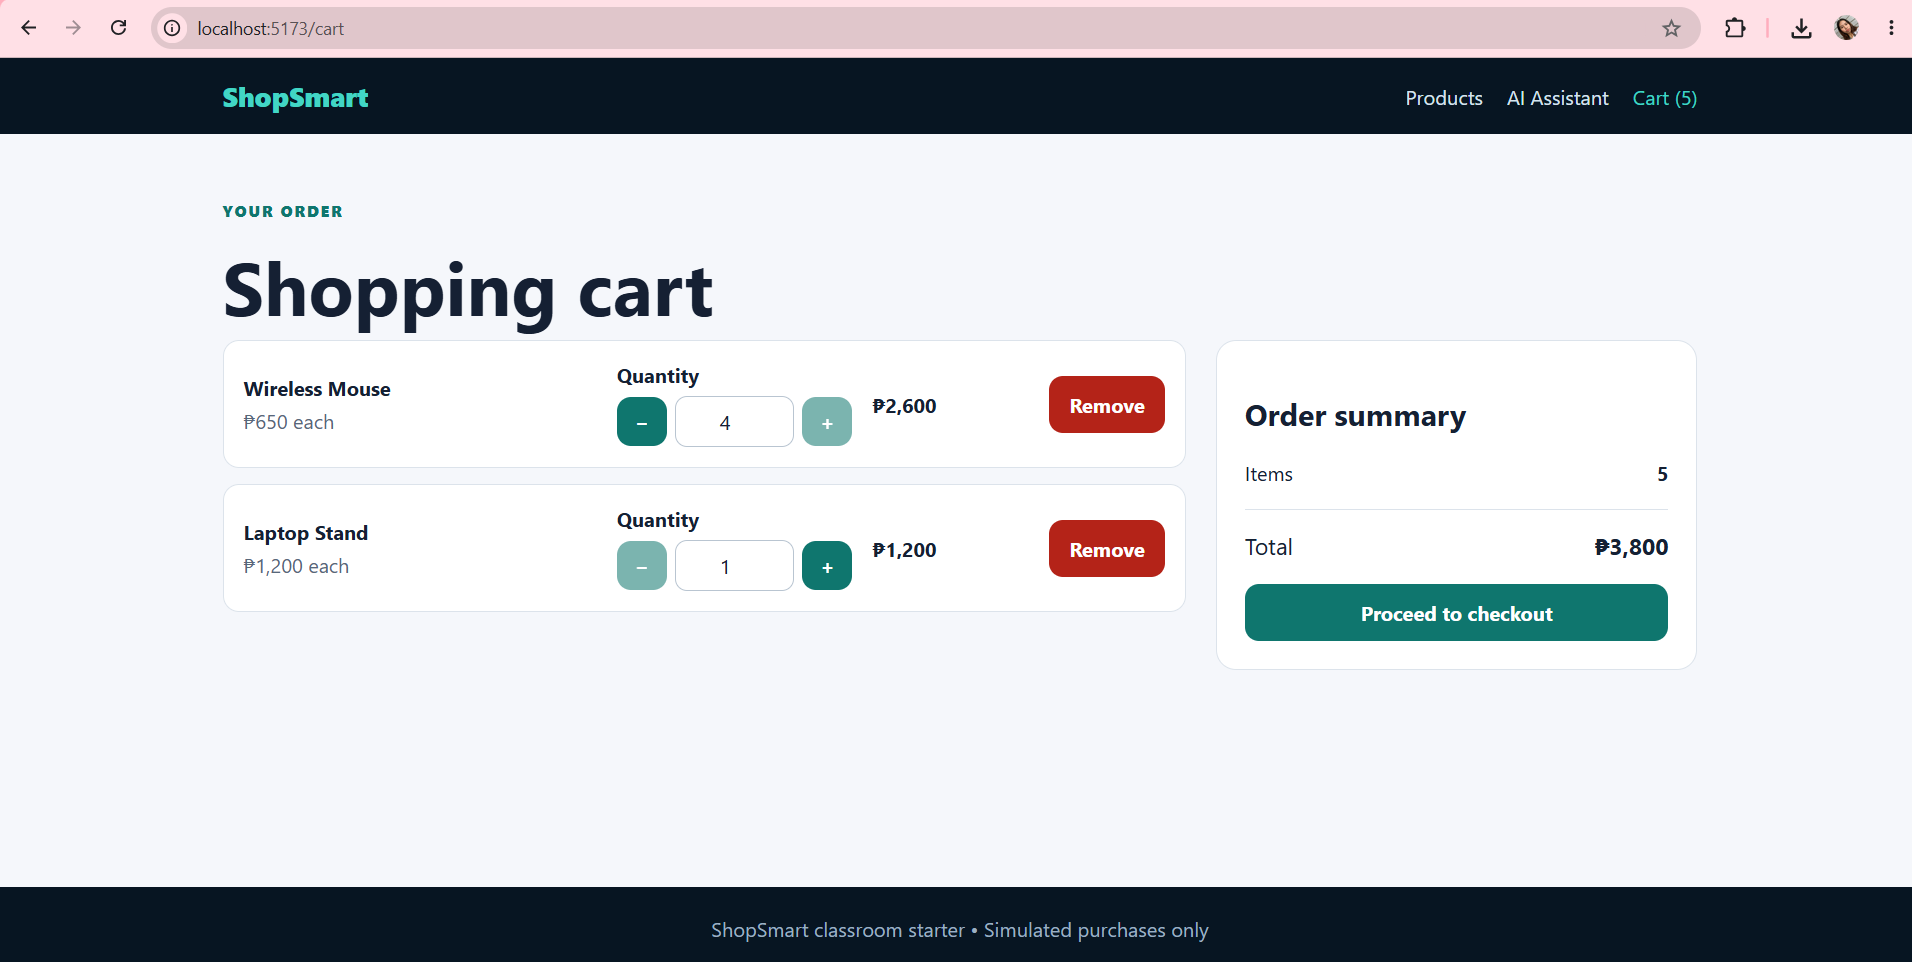 localhost:5173/cart
ShopSmart
Products AI Assistant Cart (5)
YOUR ORDER
Shopping cart
Wireless Mouse
₱650 each
Quantity
− 4 +
₱2,600
Remove
Laptop Stand
₱1,200 each
Quantity
− 1 +
₱1,200
Remove
Order summary
Items 5
Total ₱3,800
Proceed to checkout
ShopSmart classroom starter • Simulated purchases only